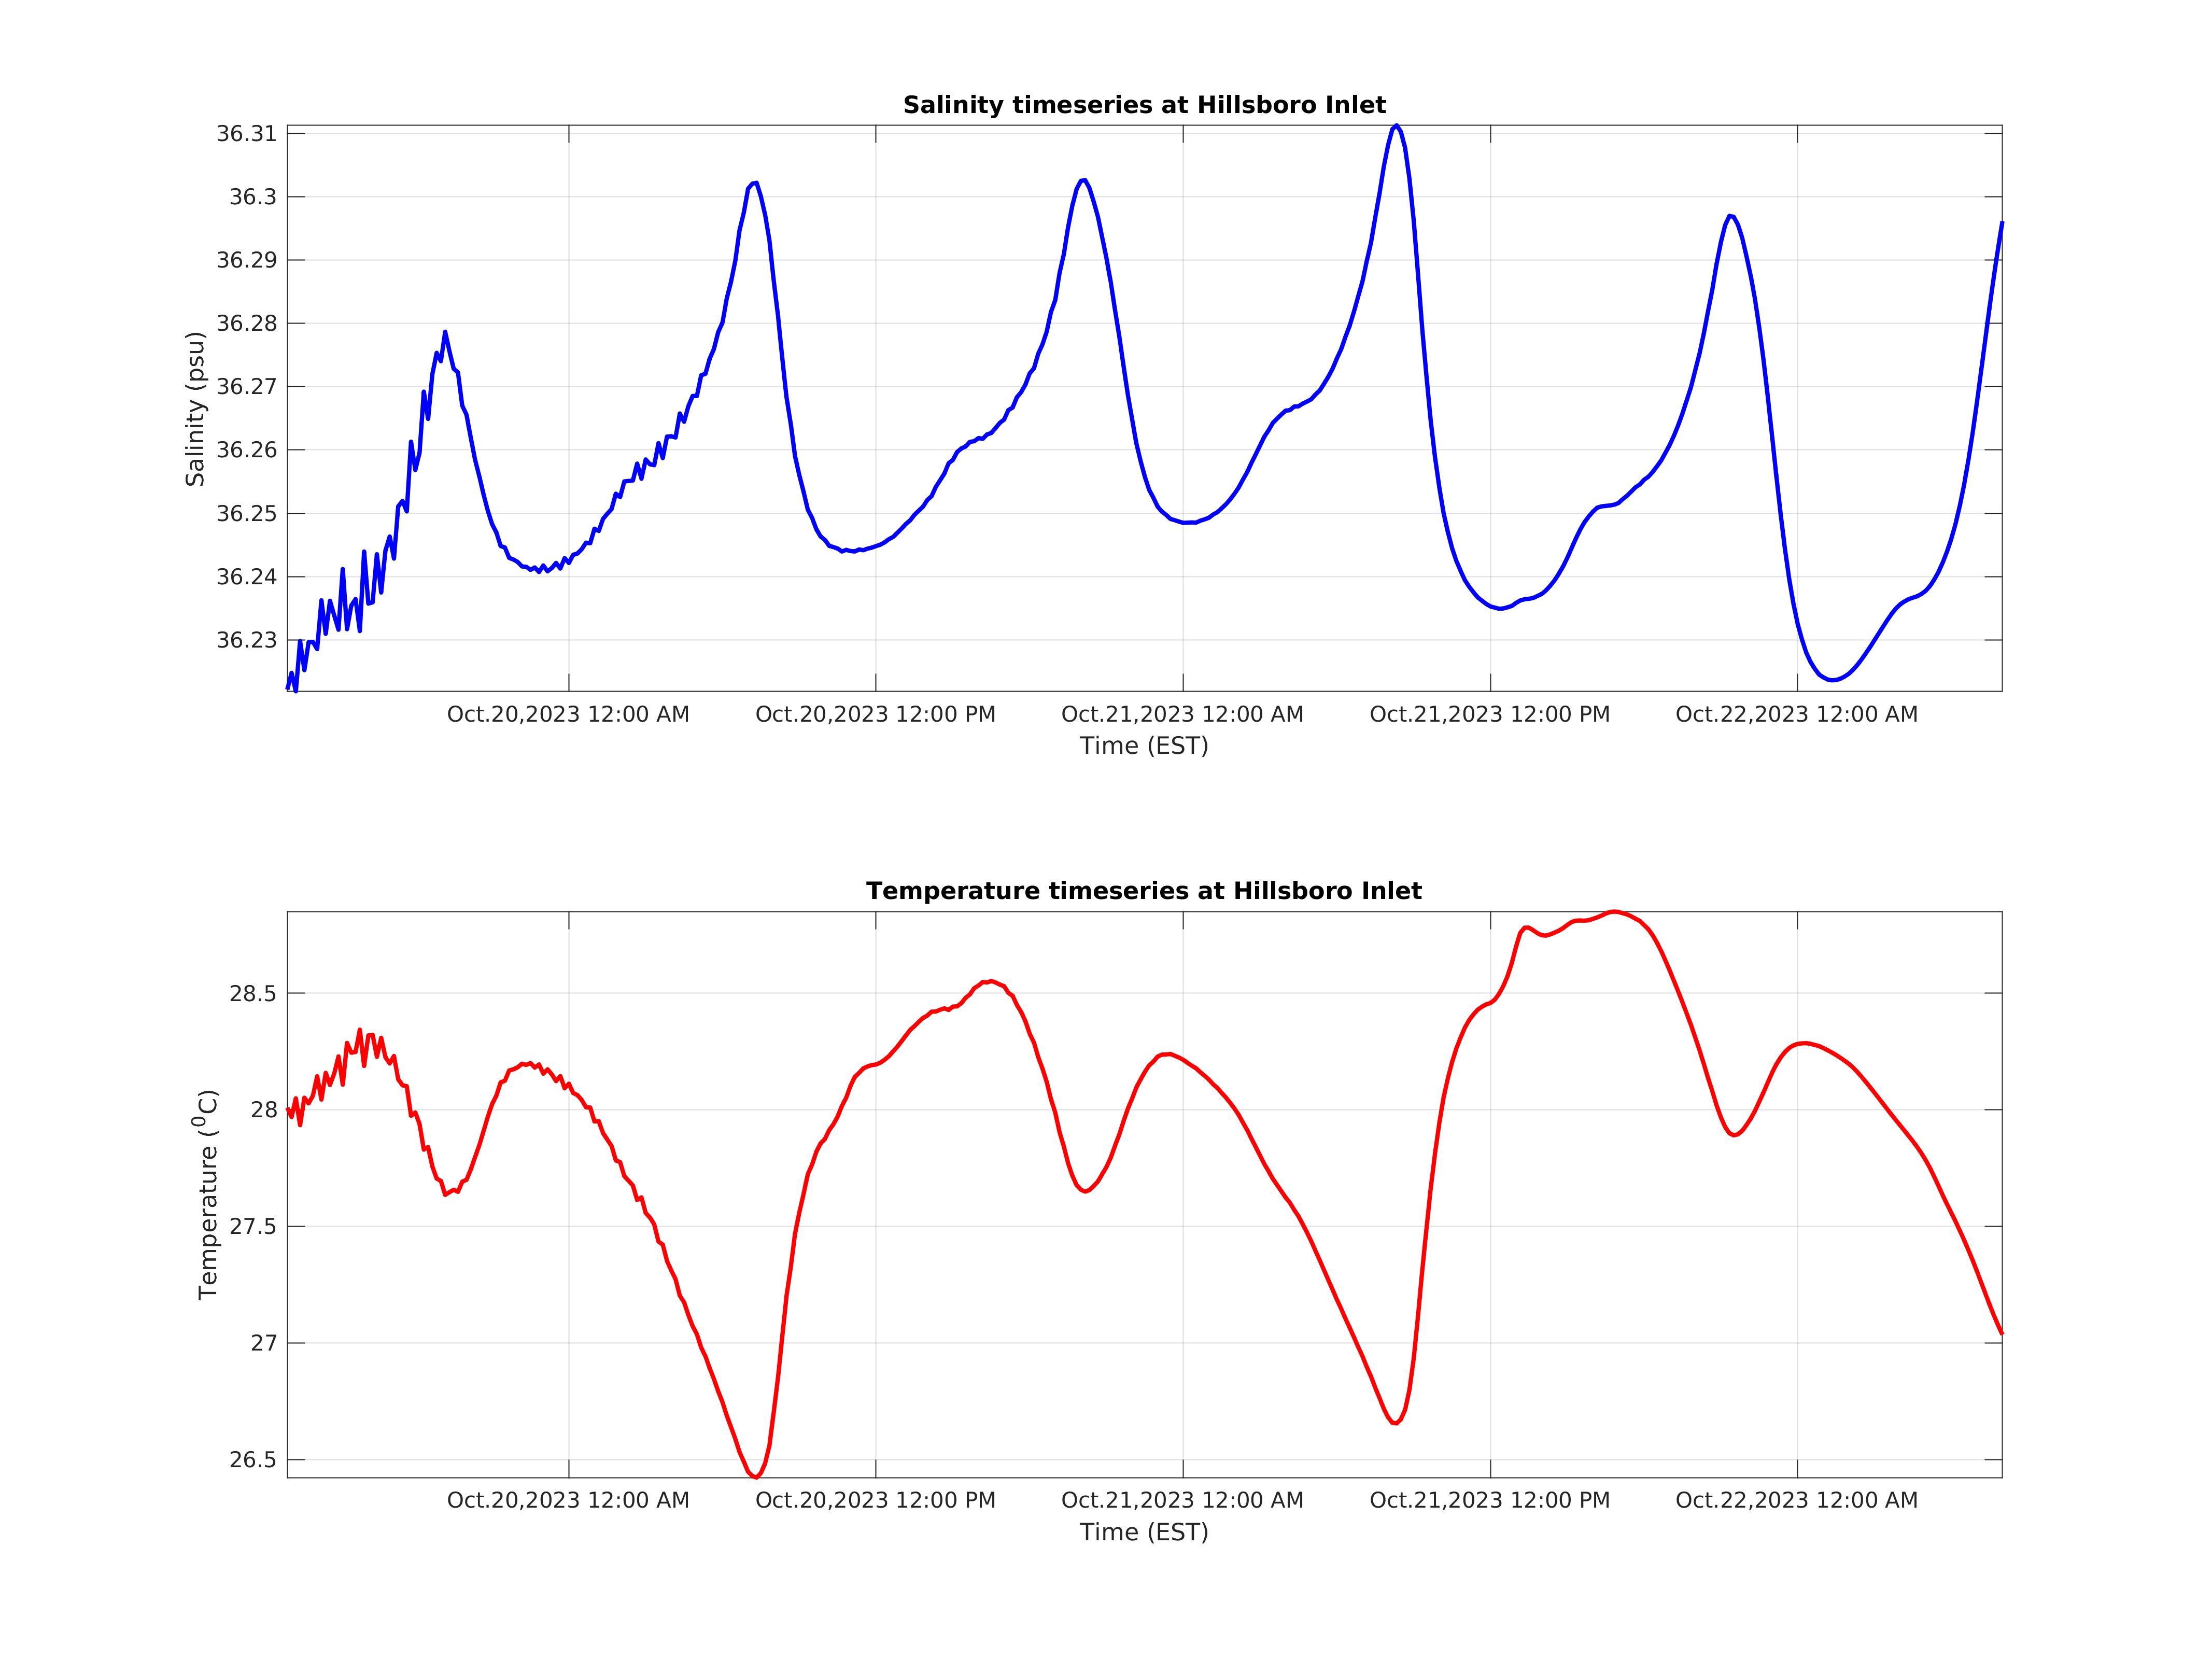 Salinity timeseries at Hillsboro Inlet
36.31
36.3
36.29
36.28
36.27
36.26
36.25
36.24
36.23
Salinity (psu)
Oct.20,2023 12:00 AM Oct.20,2023 12:00 PM Oct.21,2023 12:00 AM Oct.21,2023 12:00 PM Oct.22,2023 12:00 AM
Time (EST)
Temperature timeseries at Hillsboro Inlet
28.5
28
27.5
27
26.5
Temperature (⁰C)
Oct.20,2023 12:00 AM Oct.20,2023 12:00 PM Oct.21,2023 12:00 AM Oct.21,2023 12:00 PM Oct.22,2023 12:00 AM
Time (EST)